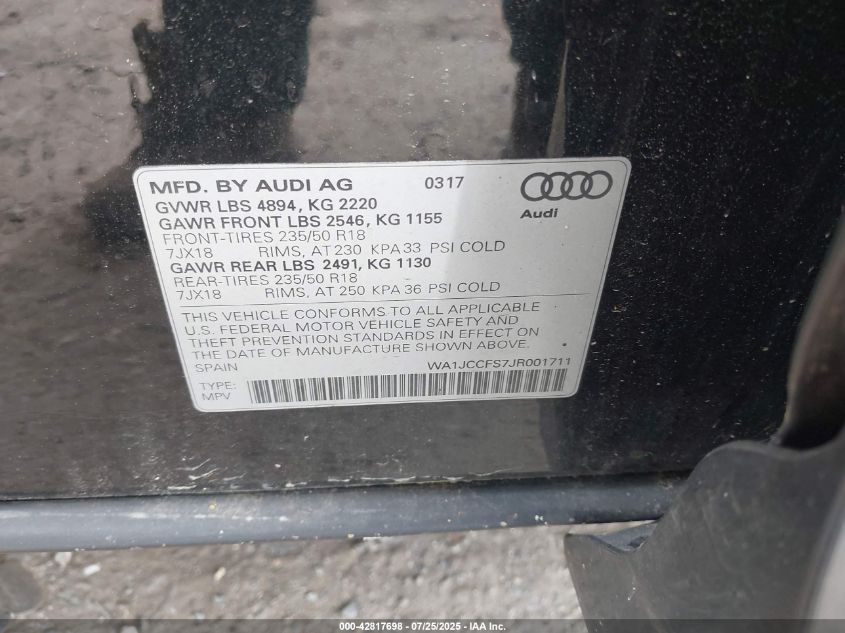 MFD. BY AUDI AG 0317
Audi
GVWR LBS 4894, KG 2220
GAWR FRONT LBS 2546, KG 1155
FRONT-TIRES 235/50 R18
7JX18 RIMS, AT 230 KPA 33 PSI COLD
GAWR REAR LBS 2491, KG 1130
REAR-TIRES 235/50 R18
7JX18 RIMS, AT 250 KPA 36 PSI COLD
THIS VEHICLE CONFORMS TO ALL APPLICABLE
U.S. FEDERAL MOTOR VEHICLE SAFETY AND
THEFT PREVENTION STANDARDS IN EFFECT ON
THE DATE OF MANUFACTURE SHOWN ABOVE.
SPAIN WA1JCCFS7JR001711
TYPE:
MPV
000-42817698 - 07/25/2025 - IAA Inc.